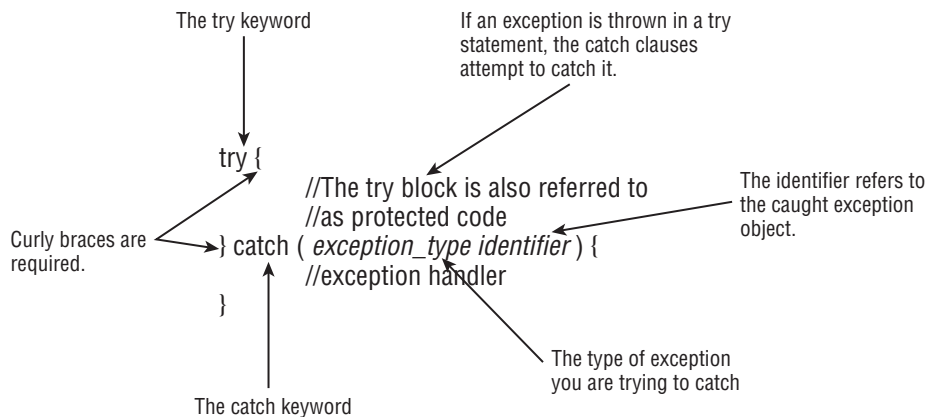 The try keyword
If an exception is thrown in a try
statement, the catch clauses
attempt to catch it.
try {
//The try block is also referred to
//as protected code
The identifier refers to
the caught exception
object.
Curly braces are
required.
} catch ( exception_type identifier ) {
//exception handler
}
The type of exception
you are trying to catch
The catch keyword